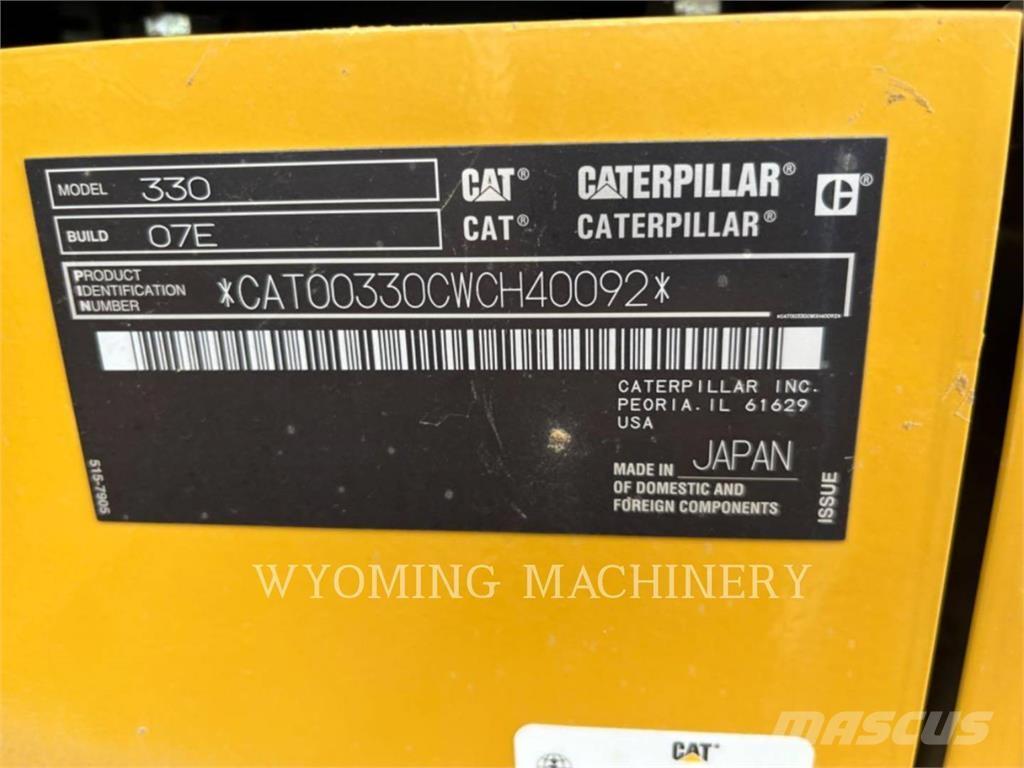 MODEL 330
CAT® CATERPILLAR® C®
BUILD 07E
CAT® CATERPILLAR®
PRODUCT
IDENTIFICATION
NUMBER
*CAT00330CWCH40092*
*CAT00330CWCH40092*
CATERPILLAR INC.
PEORIA. IL 61629
USA
MADE IN JAPAN
OF DOMESTIC AND
FOREIGN COMPONENTS
515-7905
ISSUE
WYOMING MACHINERY
MASCUS
CAT®